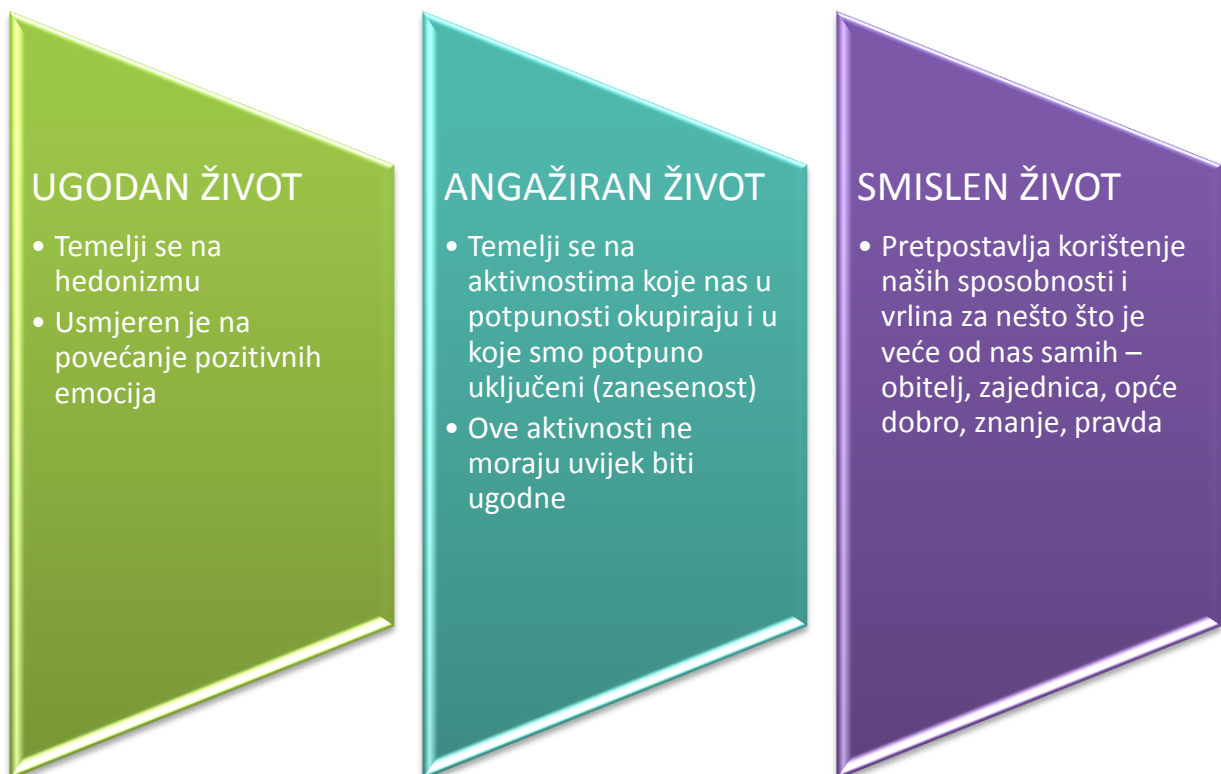 UGODAN ŽIVOT
• Temelji se na
hedonizmu
• Usmjeren je na
povećanje pozitivnih
emocija
ANGAŽIRAN ŽIVOT
• Temelji se na
aktivnostima koje nas u
potpunosti okupiraju i u
koje smo potpuno
uključeni (zanesenost)
• Ove aktivnosti ne
moraju uvijek biti
ugodne
SMISLEN ŽIVOT
• Pretpostavlja korištenje
naših sposobnosti i
vrlina za nešto što je
veće od nas samih –
obitelj, zajednica, opće
dobro, znanje, pravda